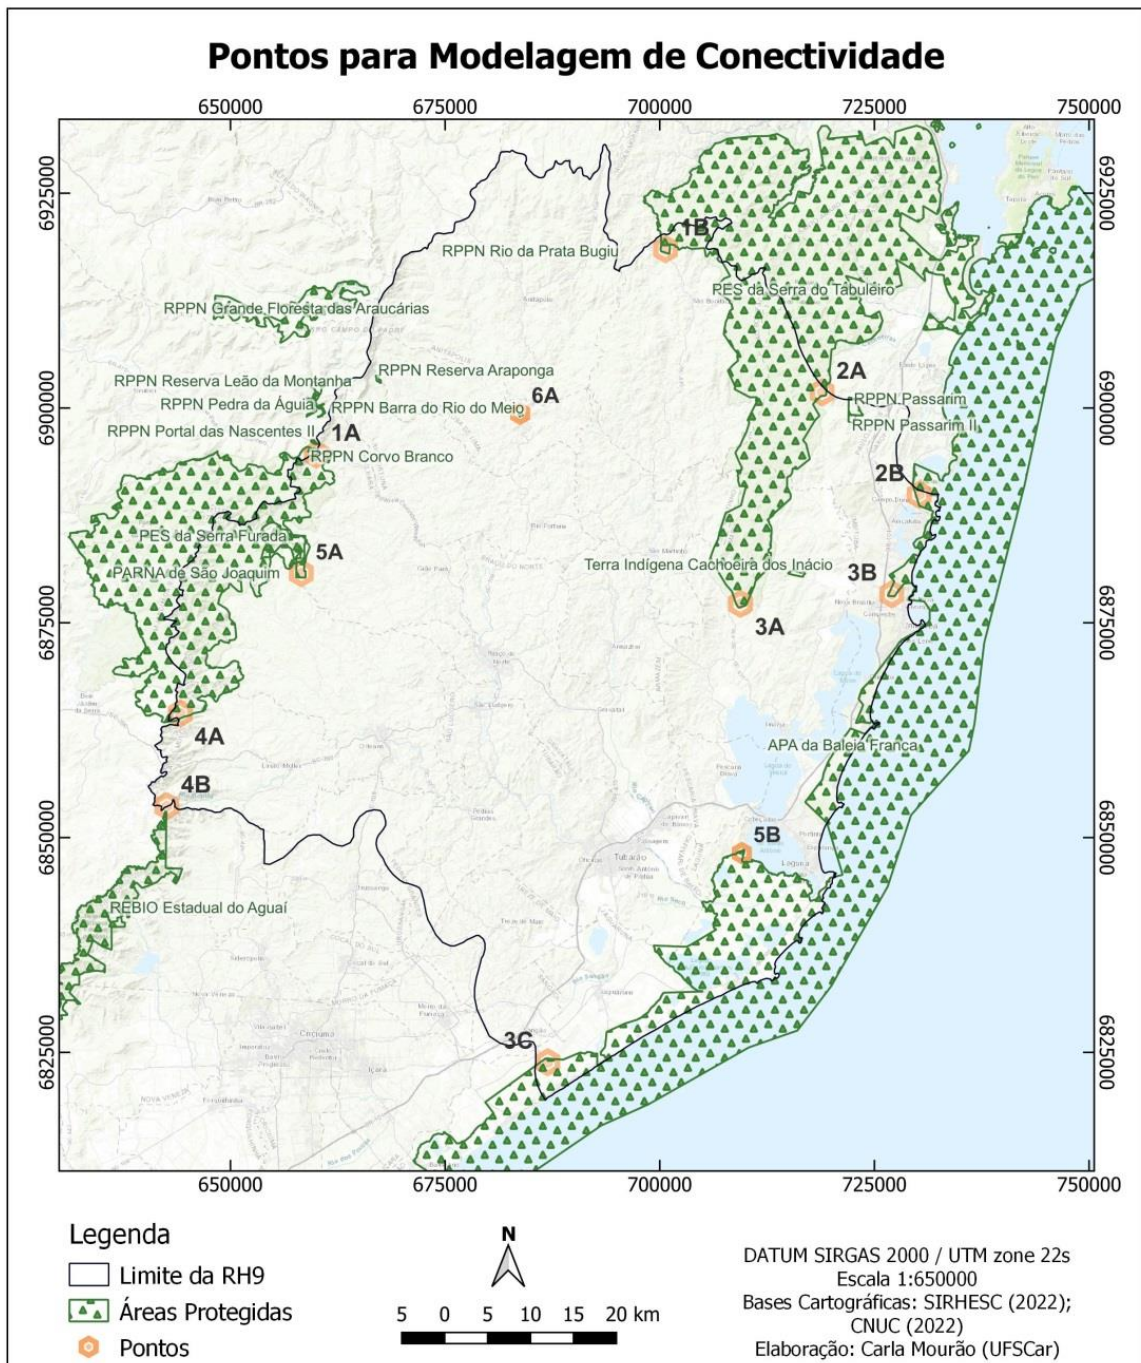 Pontos para Modelagem de Conectividade
650000 675000 700000 725000 750000
6925000 6925000
1B
RPPN Rio da Prata Bugiu
PES da Serra do Tabuleiro
RPPN Grande Floresta das Araucárias
RPPN Reserva Araponga
RPPN Reserva Leão da Montanha
2A
6A
RPPN Passarim
RPPN Pedra da Águia
RPPN Barra do Rio do Meio
6900000 6900000
RPPN Passarim II
RPPN Portal das Nascentes II
1A
RPPN Corvo Branco
2B
PES da Serra Furada
5A
Terra Indígena Cachoeira dos Inácio
PARNA de São Joaquim
3B
3A
6875000 6875000
4A
APA da Baleia Franca
4B
5B
6850000 6850000
Tubarão
Laguna
REBIO Estadual do Aguaí
Criciúma
Içara
3C
6825000 6825000
650000 675000 700000 725000 750000
Legenda
Limite da RH9
Áreas Protegidas
Pontos
N
5 0 5 10 15 20 km
DATUM SIRGAS 2000 / UTM zone 22s
Escala 1:650000
Bases Cartográficas: SIRHESC (2022);
CNUC (2022)
Elaboração: Carla Mourão (UFSCar)